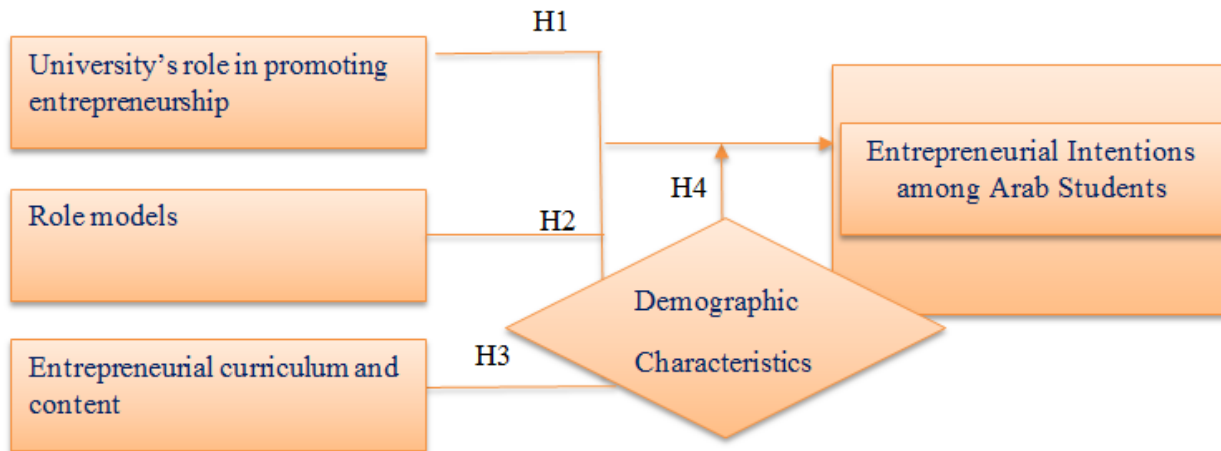 H1
University's role in promoting
entrepreneurship
Entrepreneurial Intentions
among Arab Students
H4
Role models
H2
Demographic
Characteristics
H3
Entrepreneurial curriculum and
content